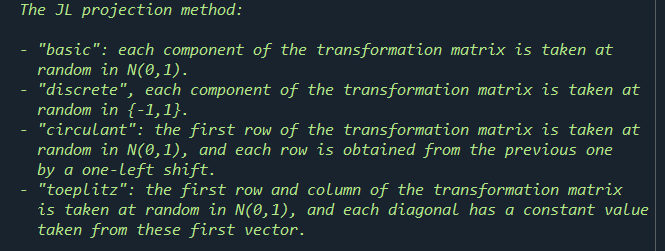 The JL projection method:
- "basic": each component of the transformation matrix is taken at
random in N(0,1).
- "discrete", each component of the transformation matrix is taken at
random in {-1,1}.
- "circulant": the first row of the transformation matrix is taken at
random in N(0,1), and each row is obtained from the previous one
by a one-left shift.
- "toeplitz": the first row and column of the transformation matrix
is taken at random in N(0,1), and each diagonal has a constant value
taken from these first vector.